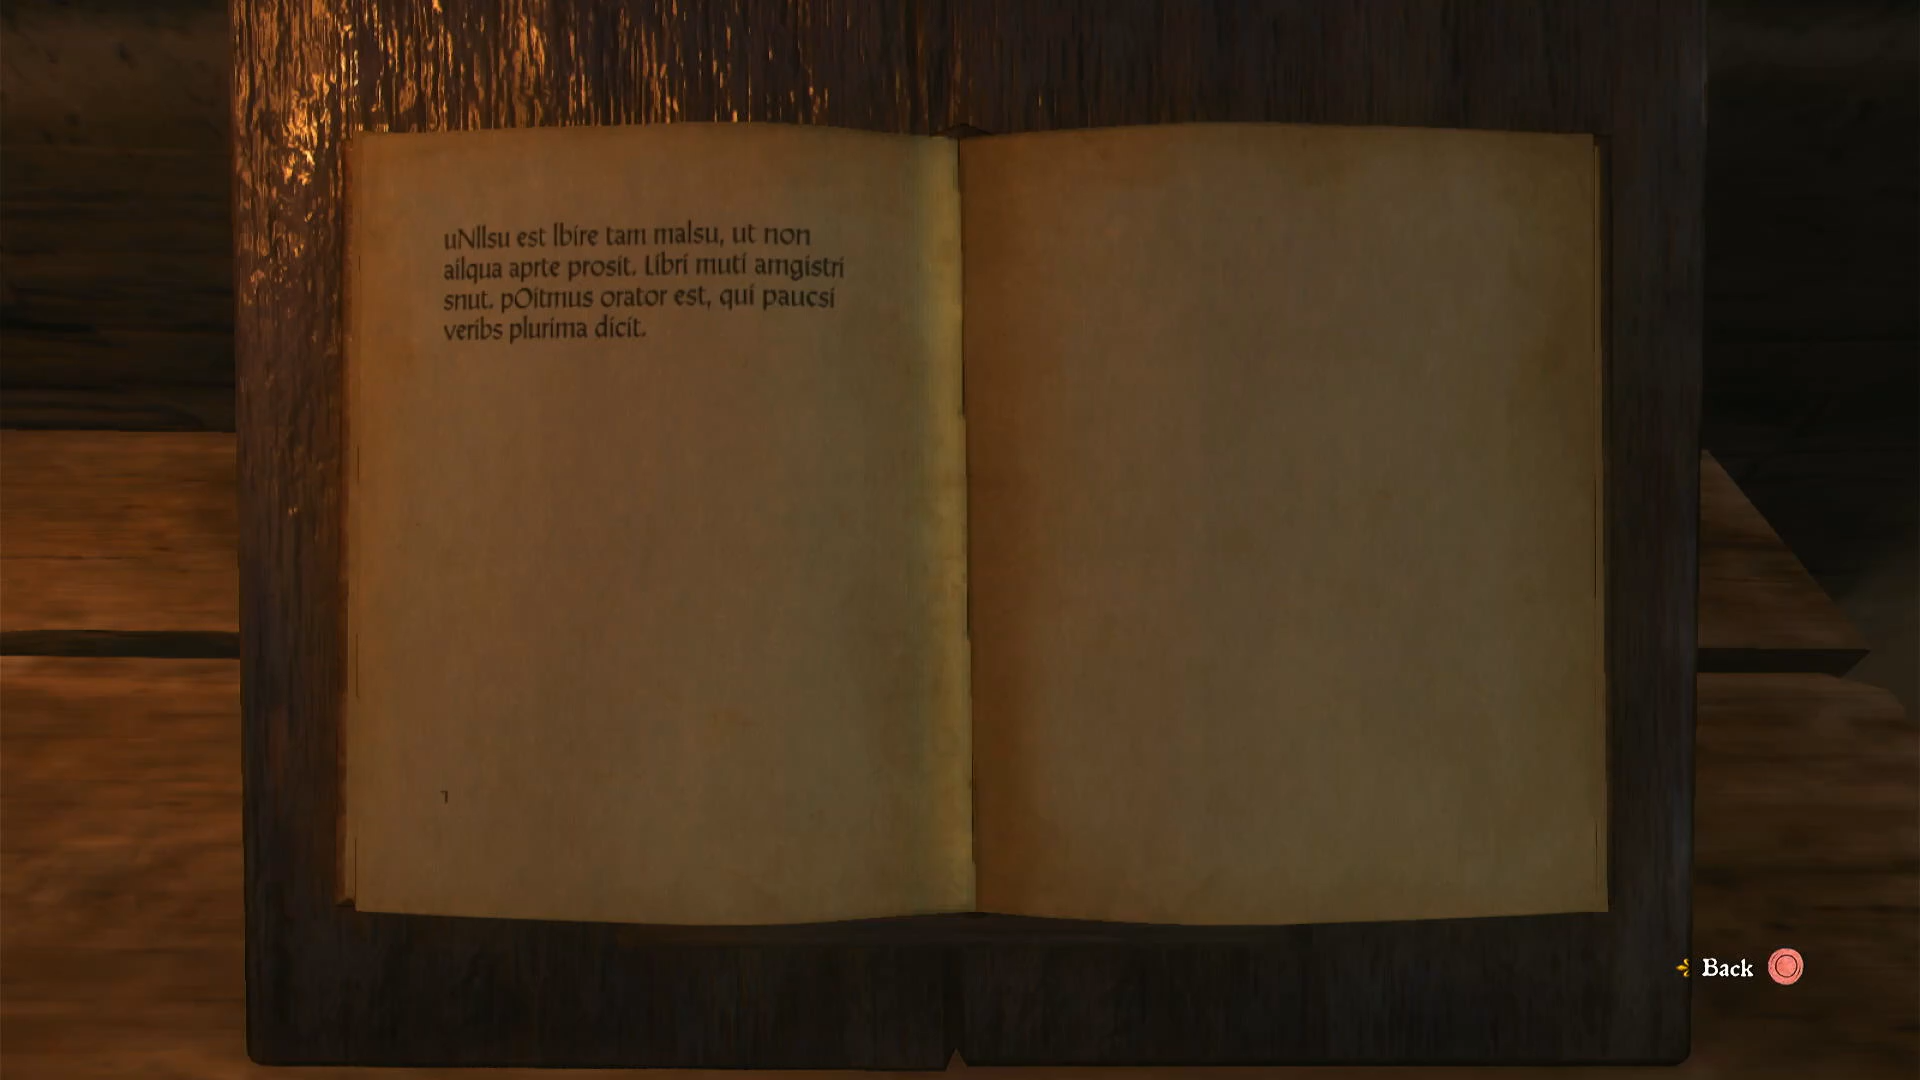 uNllsu est lbire tam malsu, ut non
ailqua aprte prosit. Libri muti amgistri
snut. pOitmus orator est, qui paucsi
veribs plurima dicit.
Back